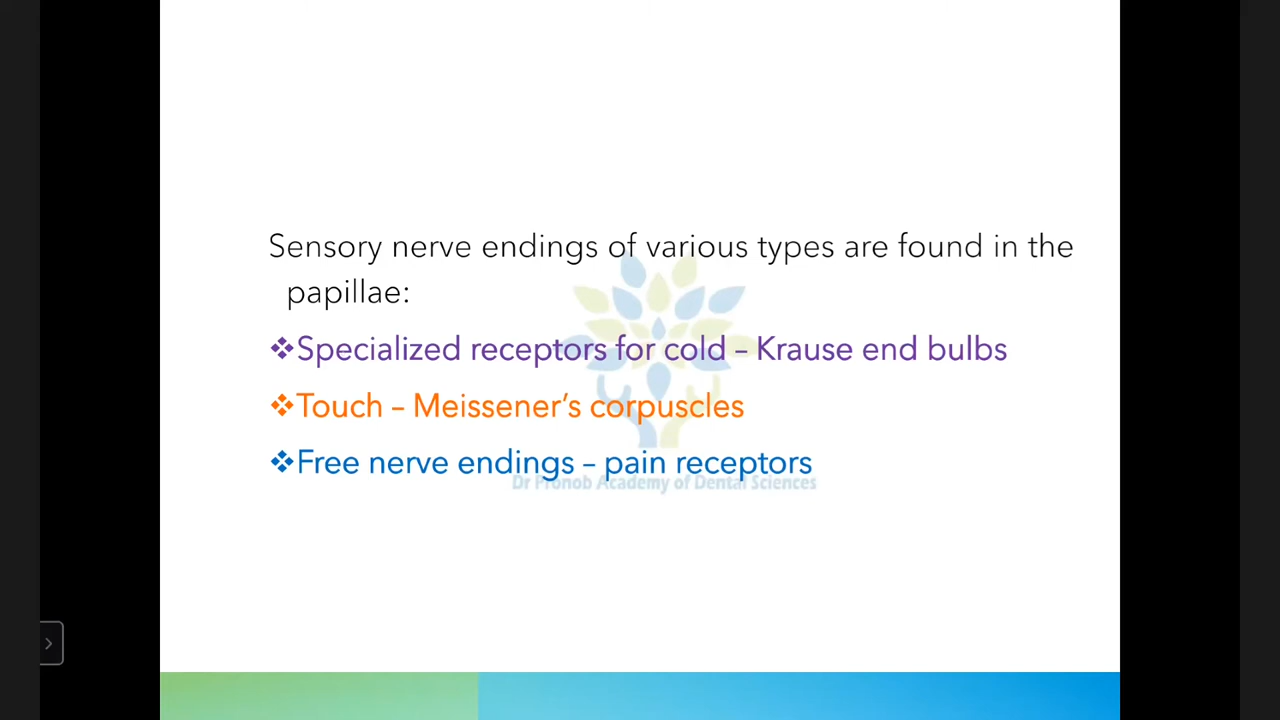 Sensory nerve endings of various types are found in the
papillae:
❖Specialized receptors for cold – Krause end bulbs
❖Touch – Meissener’s corpuscles
❖Free nerve endings – pain receptors
Dr Pronob Academy of Dental Sciences